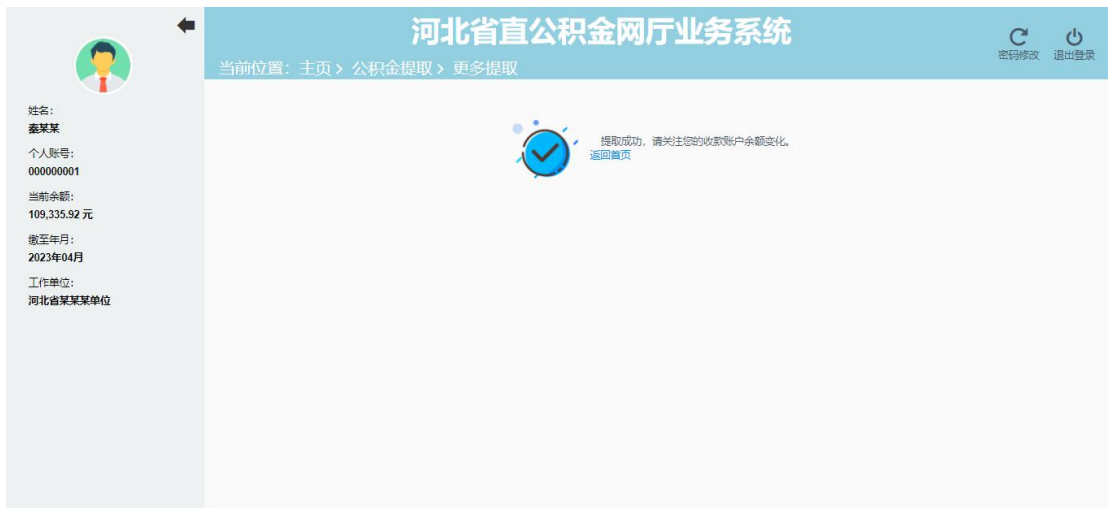 河北省直公积金网厅业务系统
密码修改 退出登录
当前位置：主页 > 公积金提取 > 更多提取
姓名：
秦某某
个人账号：
000000001
当前余额：
109,335.92 元
缴至年月：
2023年04月
工作单位：
河北省某某某单位
提取成功，请关注您的收款账户余额变化。
返回首页